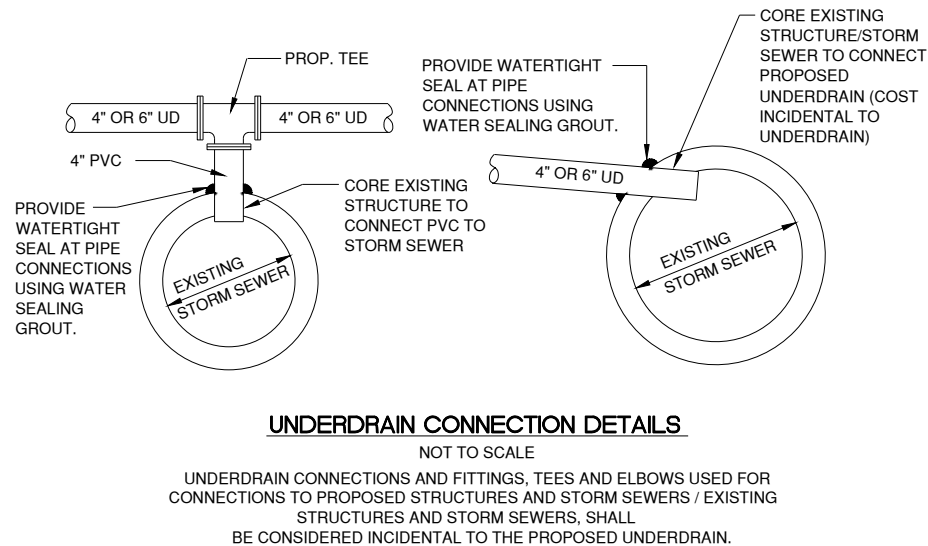 PROP. TEE
4" OR 6" UD
4" OR 6" UD
4" PVC
PROVIDE
WATERTIGHT
SEAL AT PIPE
CONNECTIONS
USING WATER
SEALING
GROUT.
CORE EXISTING
STRUCTURE TO
CONNECT PVC TO
STORM SEWER
EXISTING
STORM SEWER
PROVIDE WATERTIGHT
SEAL AT PIPE
CONNECTIONS USING
WATER SEALING GROUT.
CORE EXISTING
STRUCTURE/STORM
SEWER TO CONNECT
PROPOSED
UNDERDRAIN (COST
INCIDENTAL TO
UNDERDRAIN)
4" OR 6" UD
EXISTING
STORM SEWER
UNDERDRAIN CONNECTION DETAILS
NOT TO SCALE
UNDERDRAIN CONNECTIONS AND FITTINGS, TEES AND ELBOWS USED FOR
CONNECTIONS TO PROPOSED STRUCTURES AND STORM SEWERS / EXISTING
STRUCTURES AND STORM SEWERS, SHALL
BE CONSIDERED INCIDENTAL TO THE PROPOSED UNDERDRAIN.